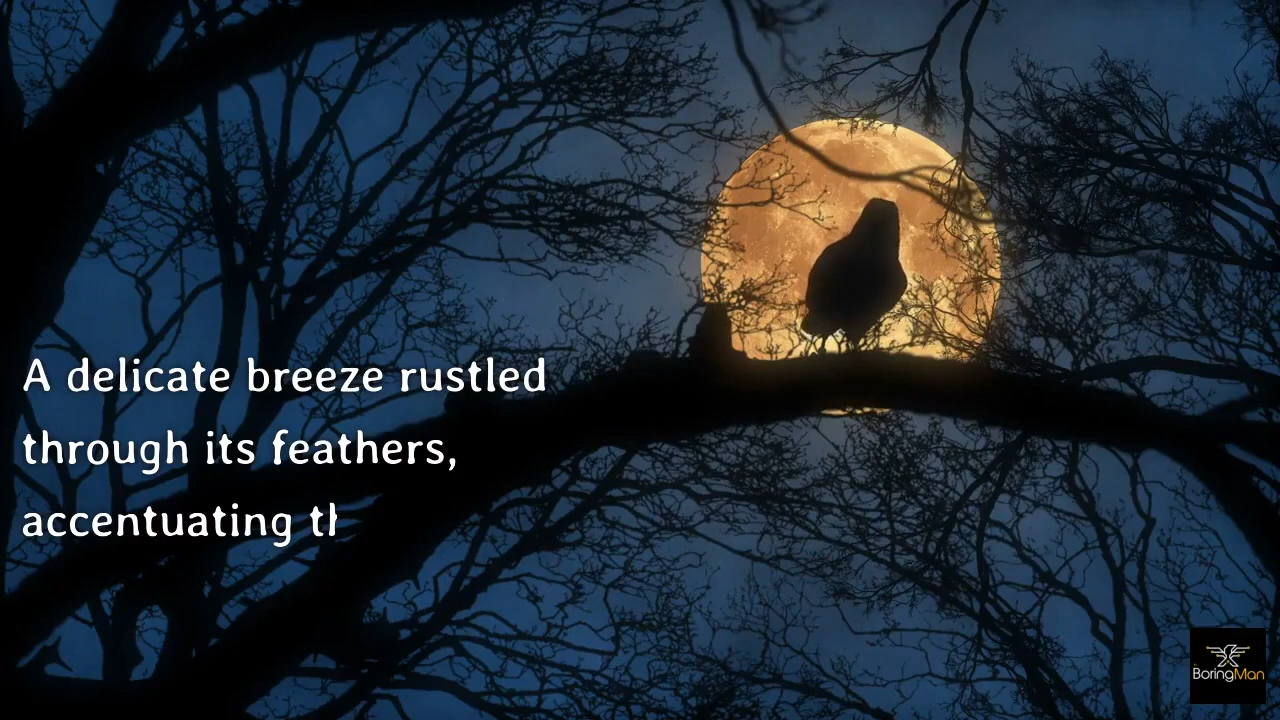 A delicate breeze rustled
through its feathers,
accentuating
BoringMan